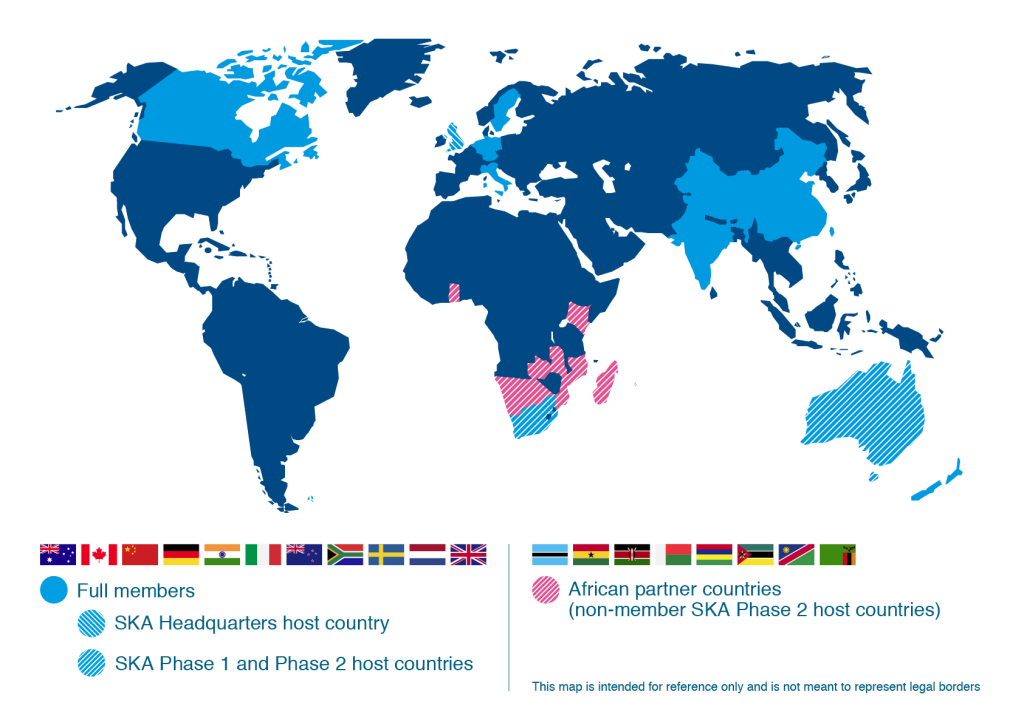 Full members
SKA Headquarters host country
SKA Phase 1 and Phase 2 host countries
African partner countries
(non-member SKA Phase 2 host countries)
This map is intended for reference only and is not meant to represent legal borders